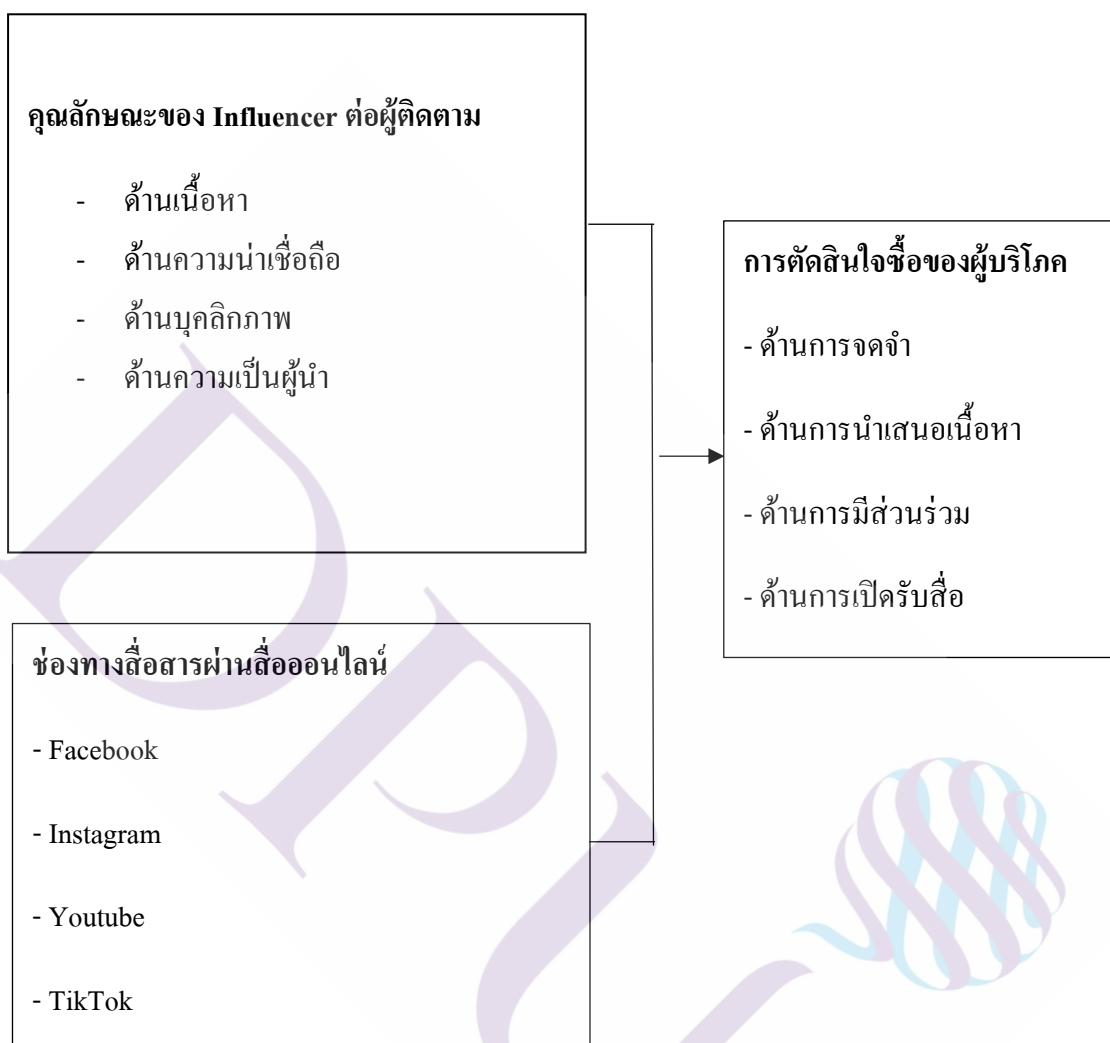 คุณลักษณะของ Influencer ต่อผู้ติดตาม
- ด้านเนื้อหา
- ด้านความน่าเชื่อถือ
- ด้านบุคลิกภาพ
- ด้านความเป็นผู้นำ
การตัดสินใจซื้อของผู้บริโภค
- ด้านการจดจำ
- ด้านการนำเสนอเนื้อหา
- ด้านการมีส่วนร่วม
- ด้านการเปิดรับสื่อ
ช่องทางสื่อสารผ่านสื่อออนไลน์
- Facebook
- Instagram
- Youtube
- TikTok
DPU